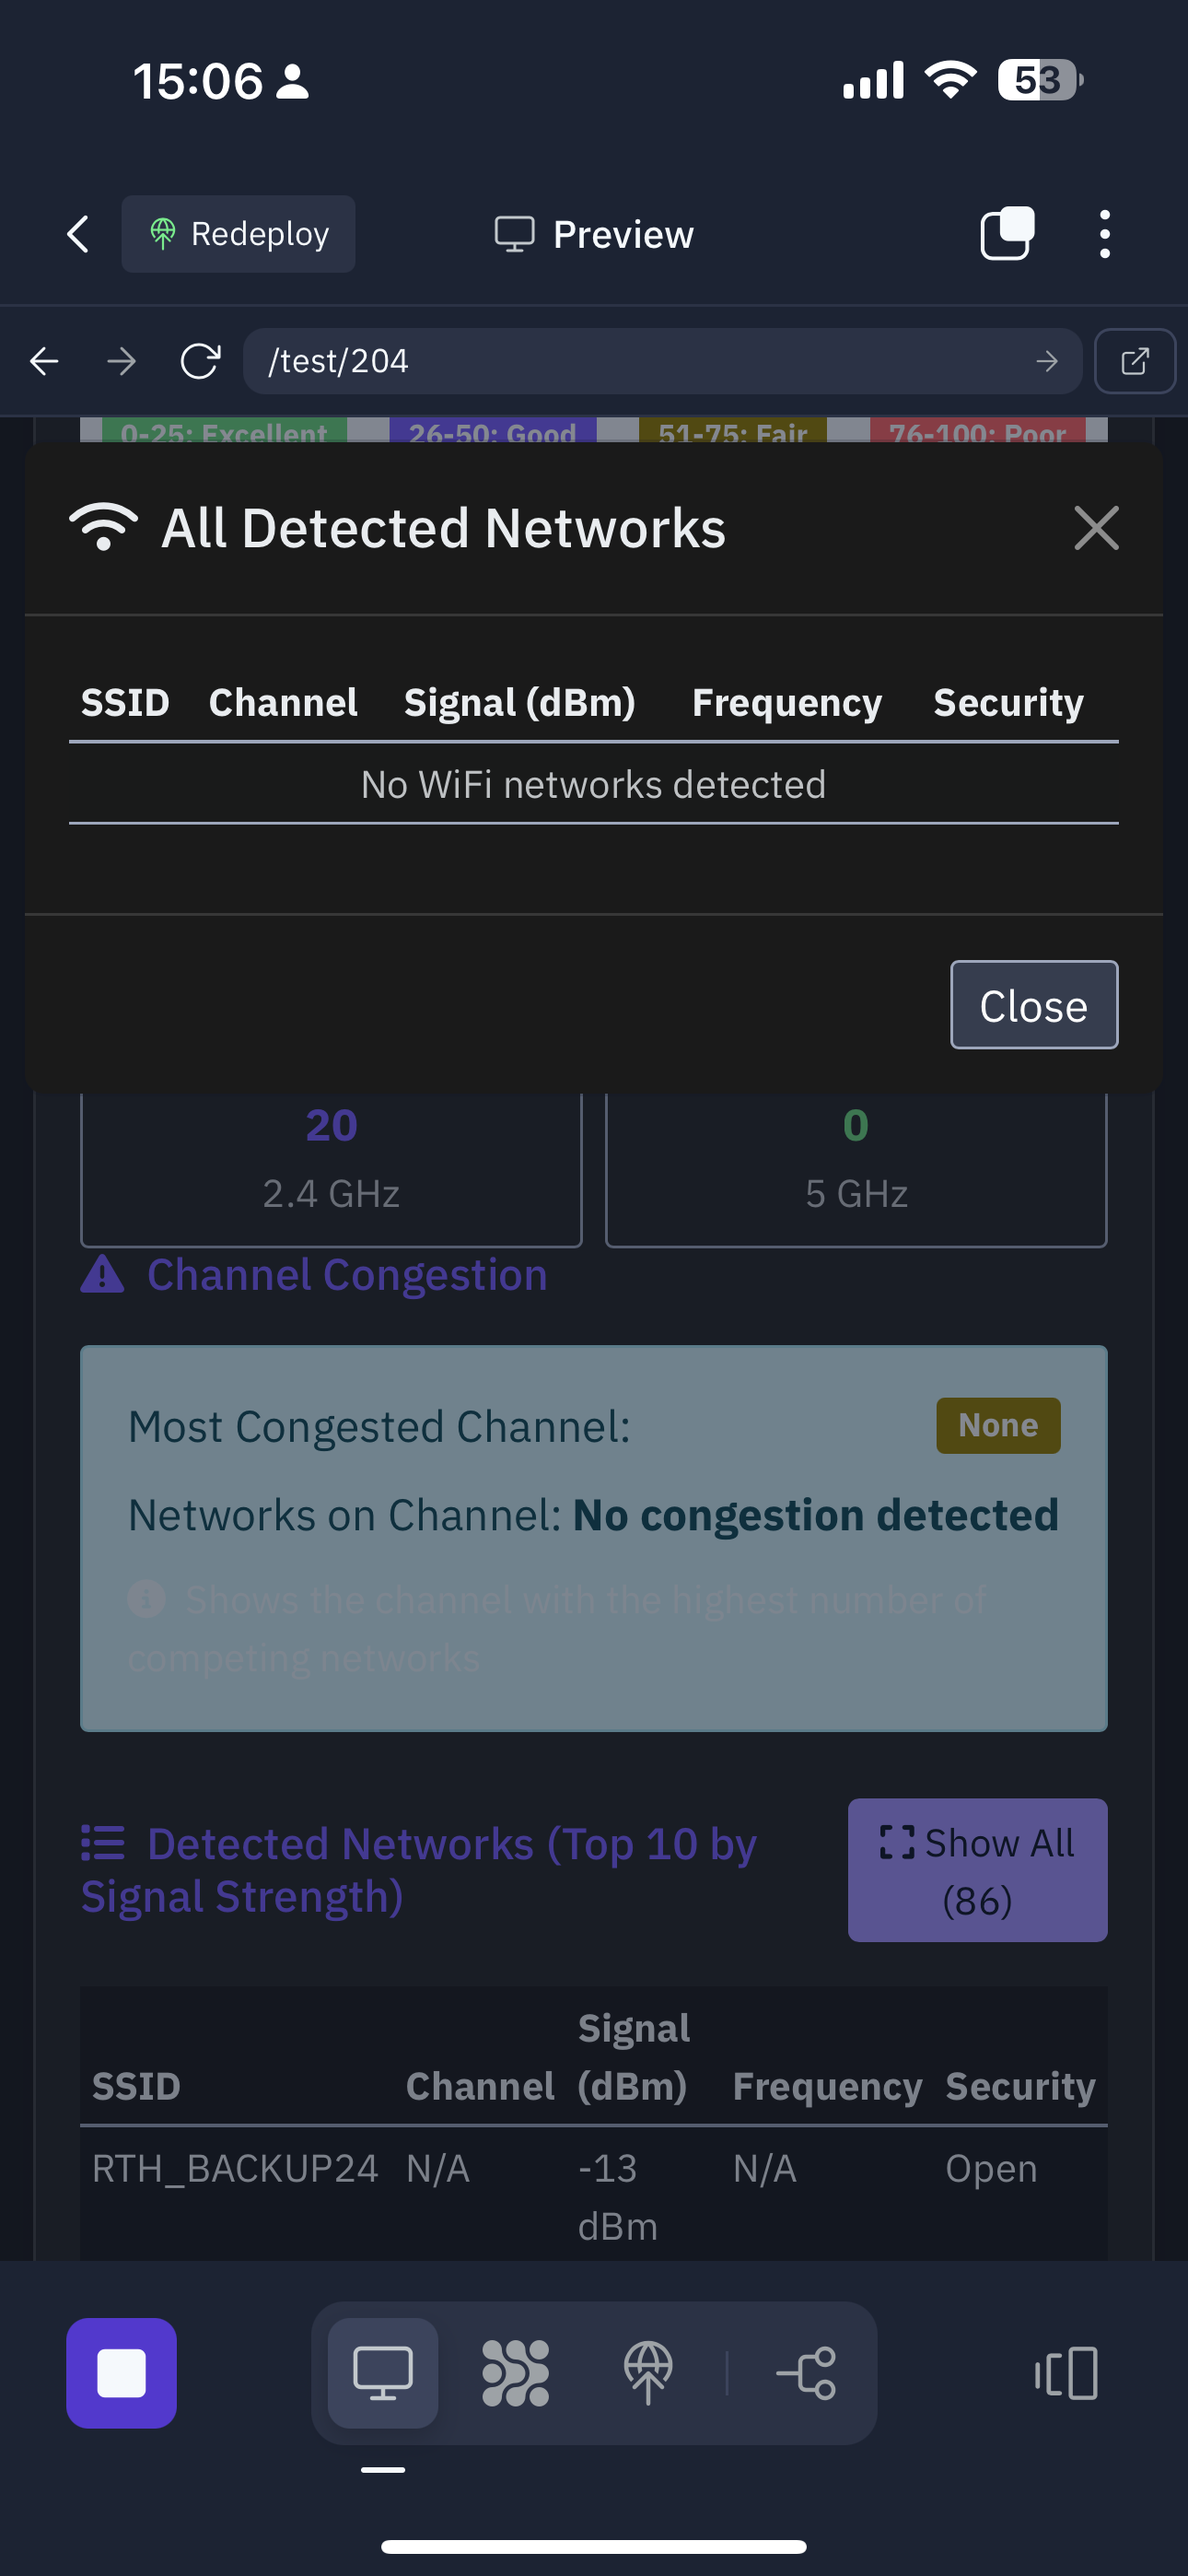 15:06
53
Redeploy
Preview
/test/204
0-25: Excellent 26-50: Good 51-75: Fair 76-100: Poor
All Detected Networks
SSID Channel Signal (dBm) Frequency Security
No WiFi networks detected
Close
20 0
2.4 GHz 5 GHz
Channel Congestion
Most Congested Channel: None
Networks on Channel: No congestion detected
Shows the channel with the highest number of
competing networks
Detected Networks (Top 10 by
Signal Strength)
Show All
(86)
SSID Channel Signal
(dBm) Frequency Security
RTH_BACKUP24 N/A -13
dBm N/A Open